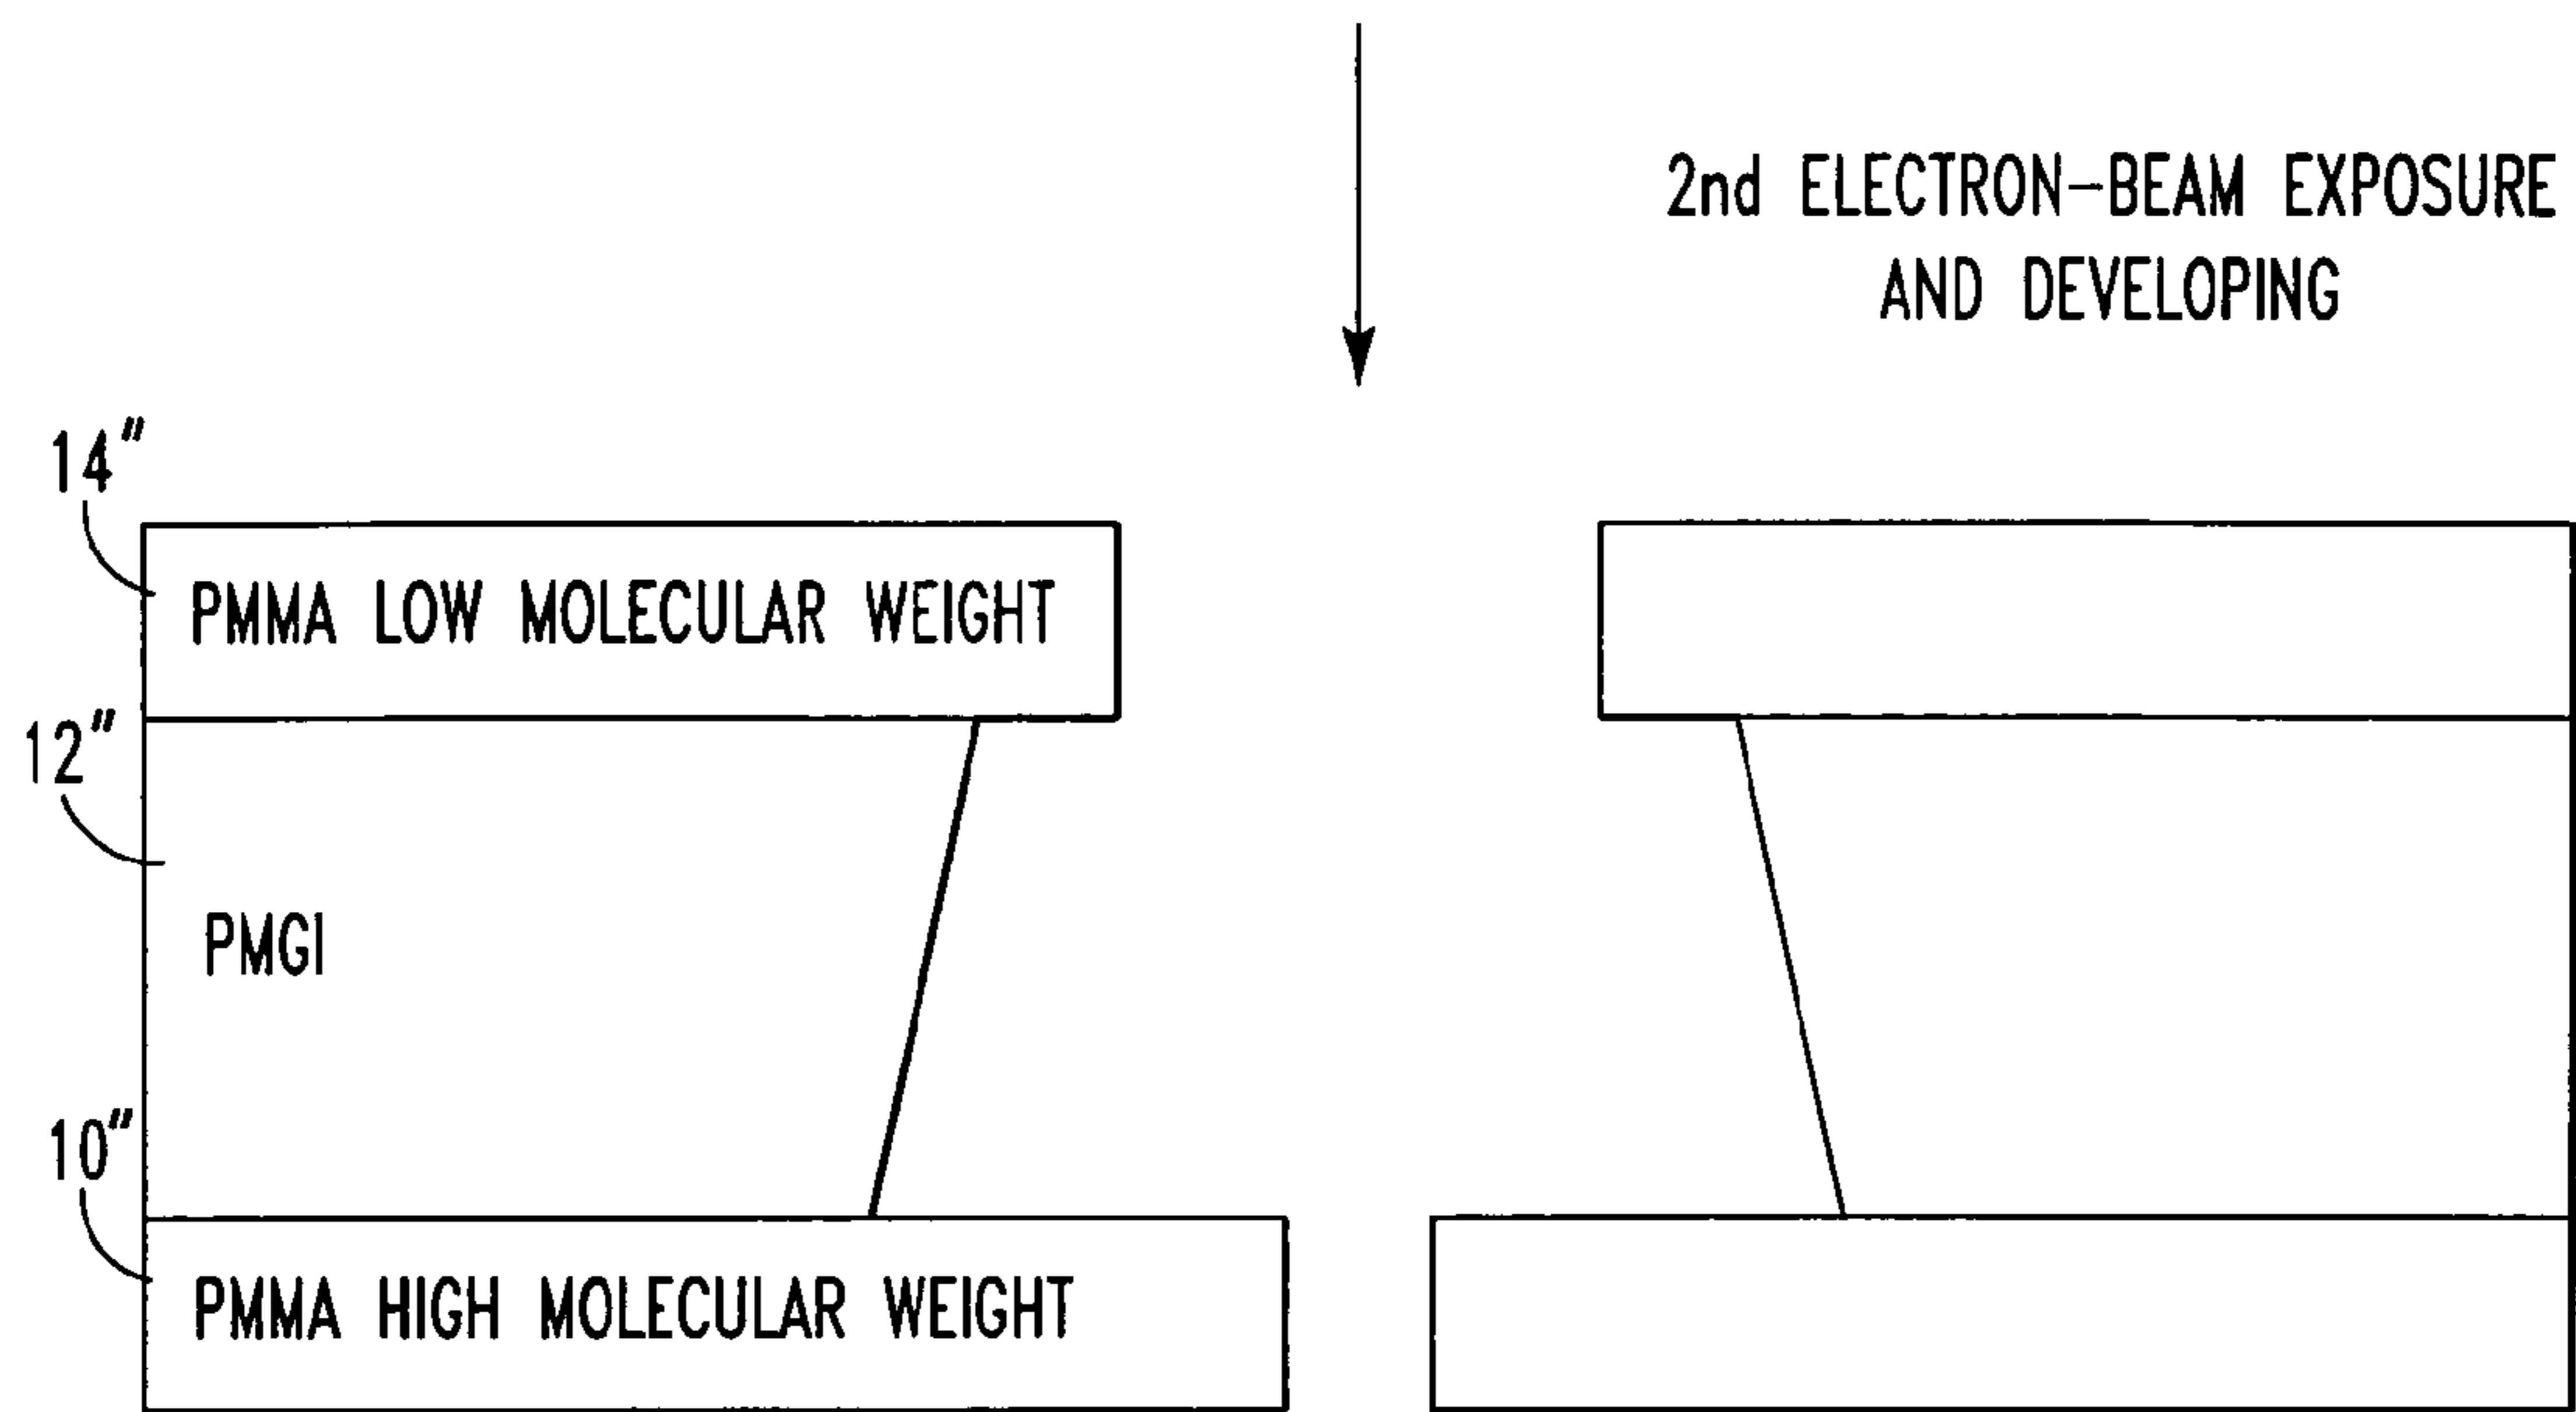 2nd ELECTRON-BEAM EXPOSURE
AND DEVELOPING
14"
PMMA LOW MOLECULAR WEIGHT
12"
PMGI
10"
PMMA HIGH MOLECULAR WEIGHT